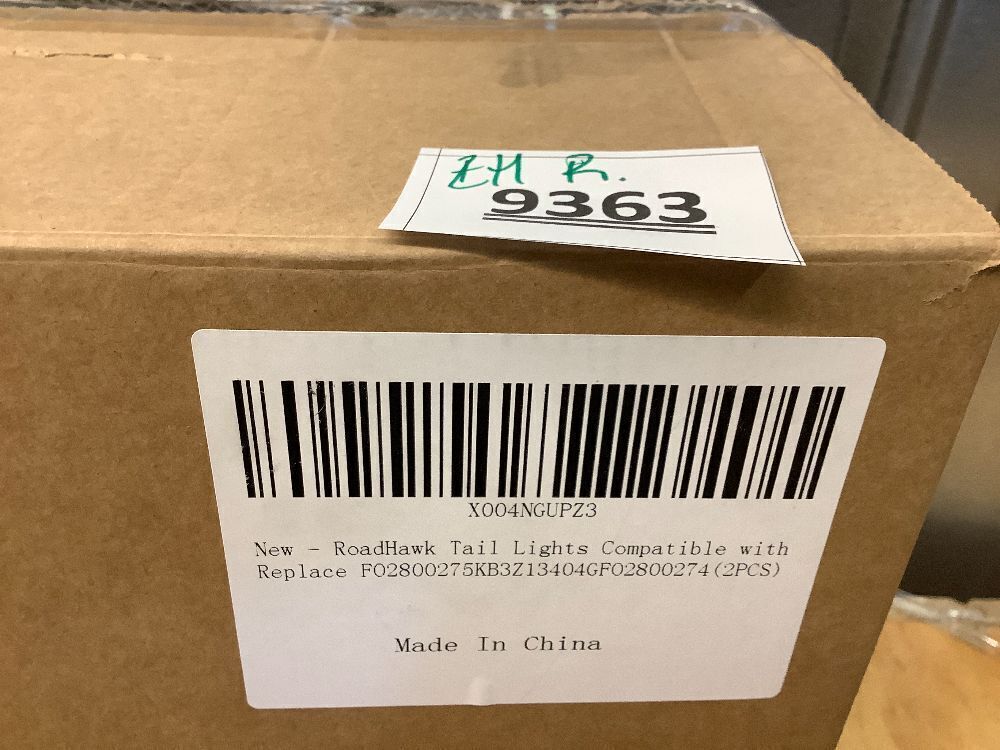 EH R.
9363
X004NGUPZ3
New - RoadHawk Tail Lights Compatible with
Replace FO2800275KB3Z13404GFO2800274(2PCS)
Made In China